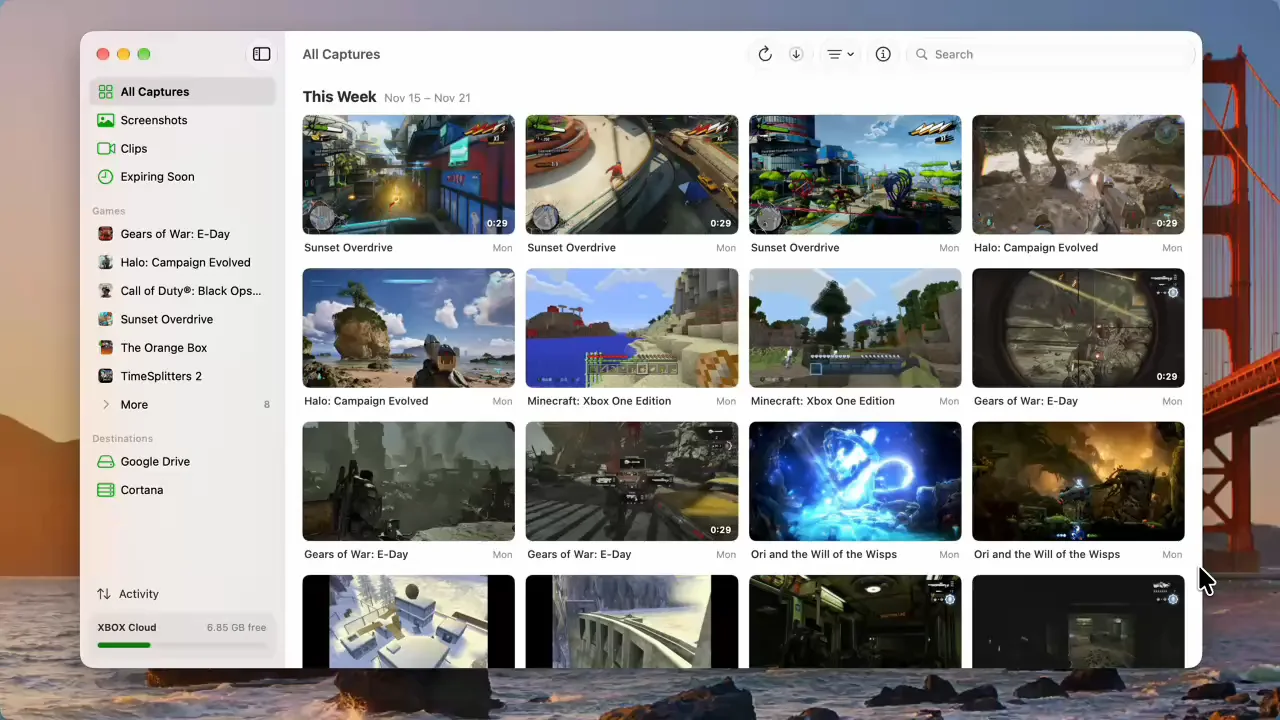 All Captures
Search
All Captures
Screenshots
Clips
Expiring Soon
Games
Gears of War: E-Day
Halo: Campaign Evolved
Call of Duty®: Black Ops...
Sunset Overdrive
The Orange Box
TimeSplitters 2
More 8
Destinations
Google Drive
Cortana
Activity
XBOX Cloud 6.85 GB free
This Week Nov 15 – Nov 21
0:29
0:29
0:29
Sunset Overdrive Mon
Sunset Overdrive Mon
Sunset Overdrive Mon
Halo: Campaign Evolved Mon
0:29
Halo: Campaign Evolved Mon
Minecraft: Xbox One Edition Mon
Minecraft: Xbox One Edition Mon
Gears of War: E-Day Mon
0:29
Gears of War: E-Day Mon
Gears of War: E-Day Mon
Ori and the Will of the Wisps Mon
Ori and the Will of the Wisps Mon